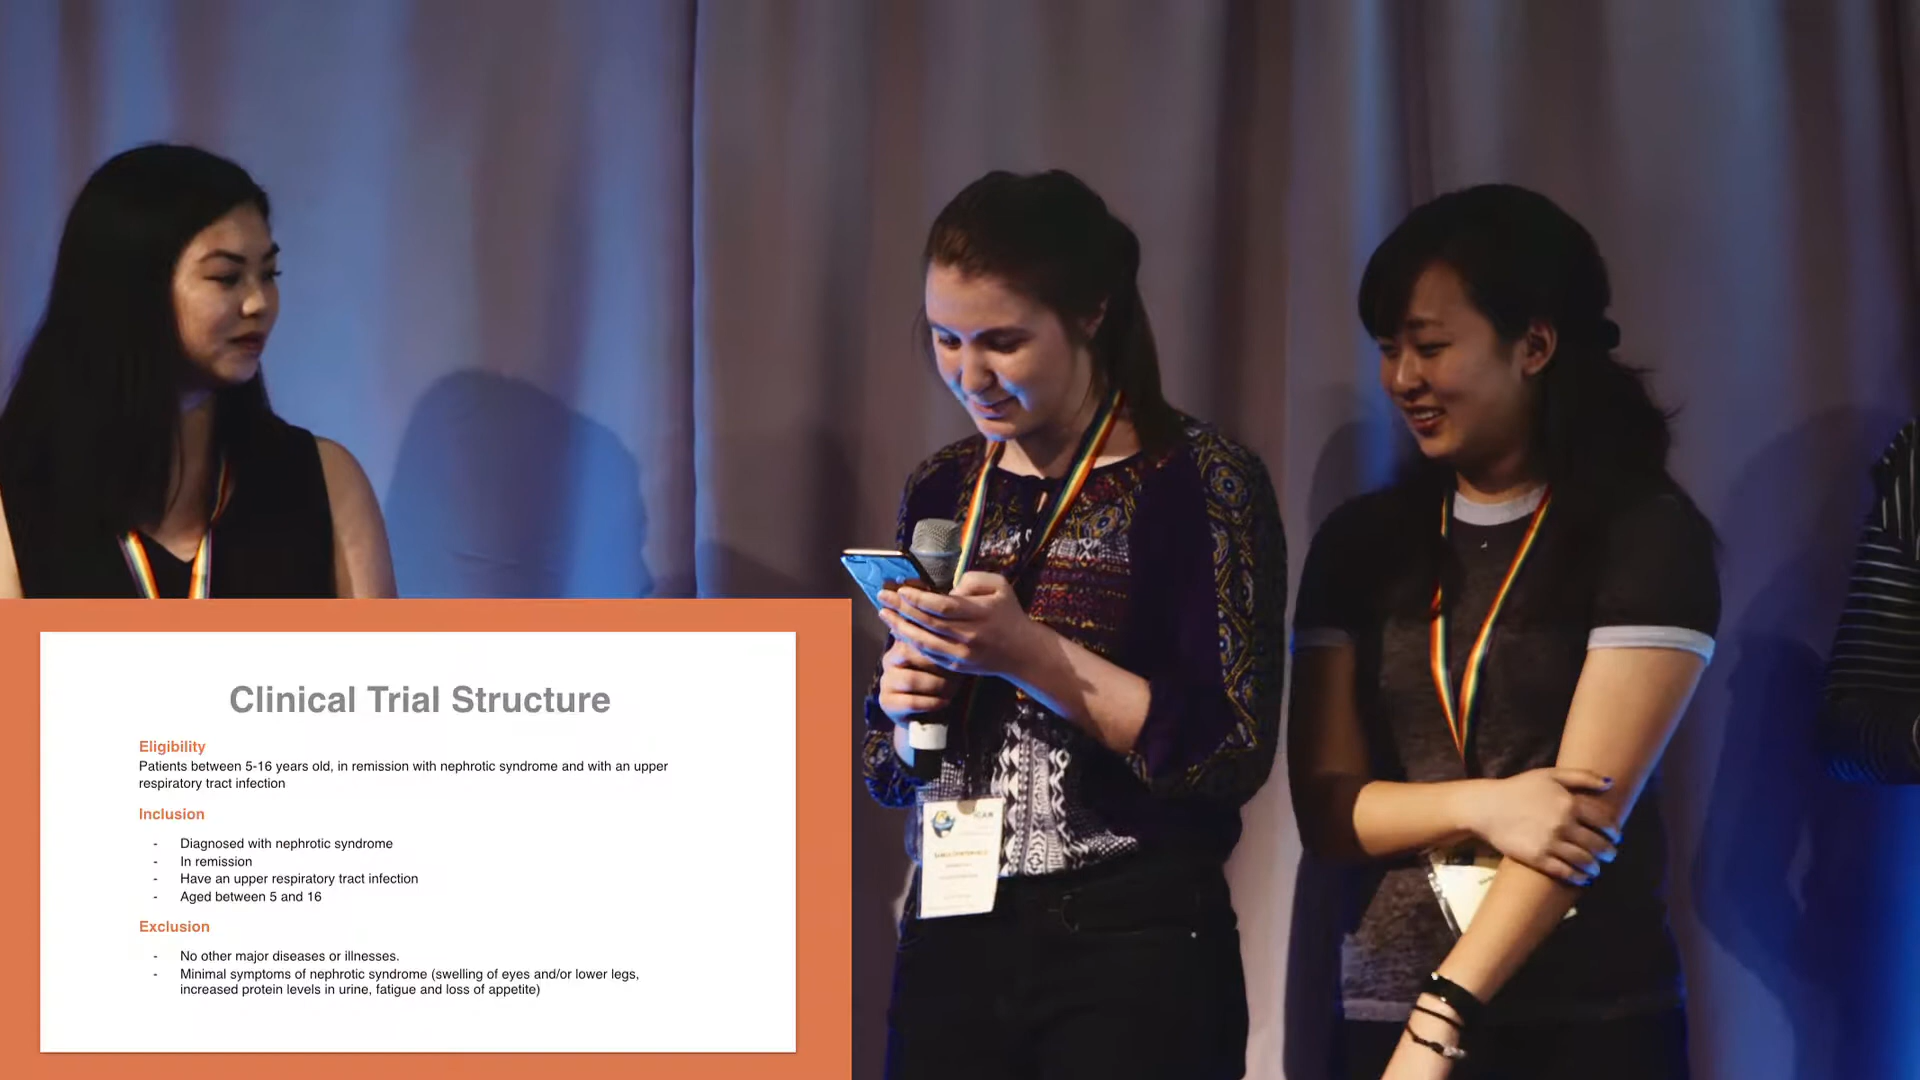 Clinical Trial Structure
Eligibility
Patients between 5-16 years old, in remission with nephrotic syndrome and with an upper
respiratory tract infection
Inclusion
- Diagnosed with nephrotic syndrome
- In remission
- Have an upper respiratory tract infection
- Aged between 5 and 16
Exclusion
- No other major diseases or illnesses.
- Minimal symptoms of nephrotic syndrome (swelling of eyes and/or lower legs,
increased protein levels in urine, fatigue and loss of appetite)